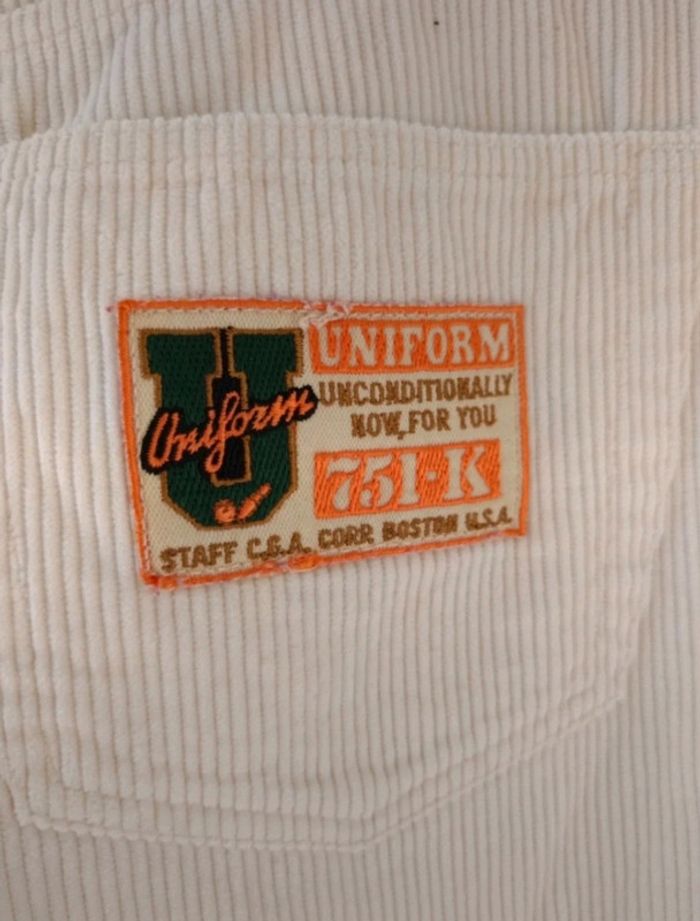 Uniform
UNIFORM
UNCONDITIONALLY
NOW, FOR YOU
751-K
STAFF C.G.A. CORP. BOSTON U.S.A.